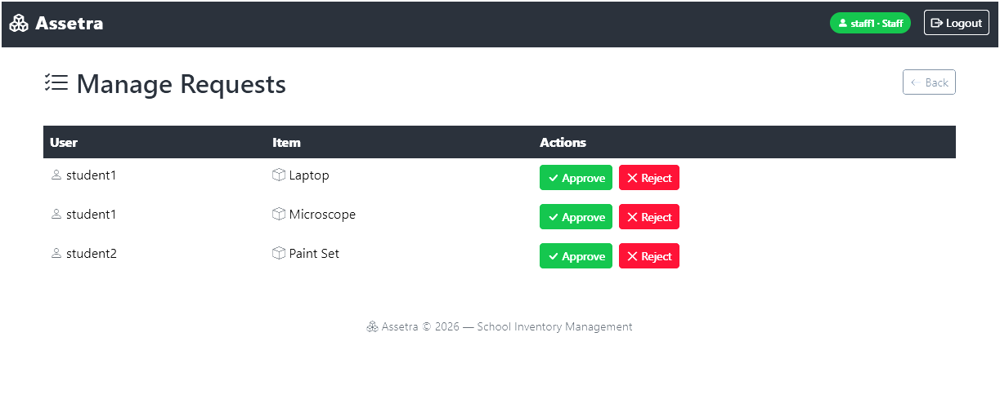 Assetra
staff1 · Staff
Logout
Manage Requests
Back
User Item Actions
student1 Laptop Approve Reject
student1 Microscope Approve Reject
student2 Paint Set Approve Reject
Assetra © 2026 — School Inventory Management